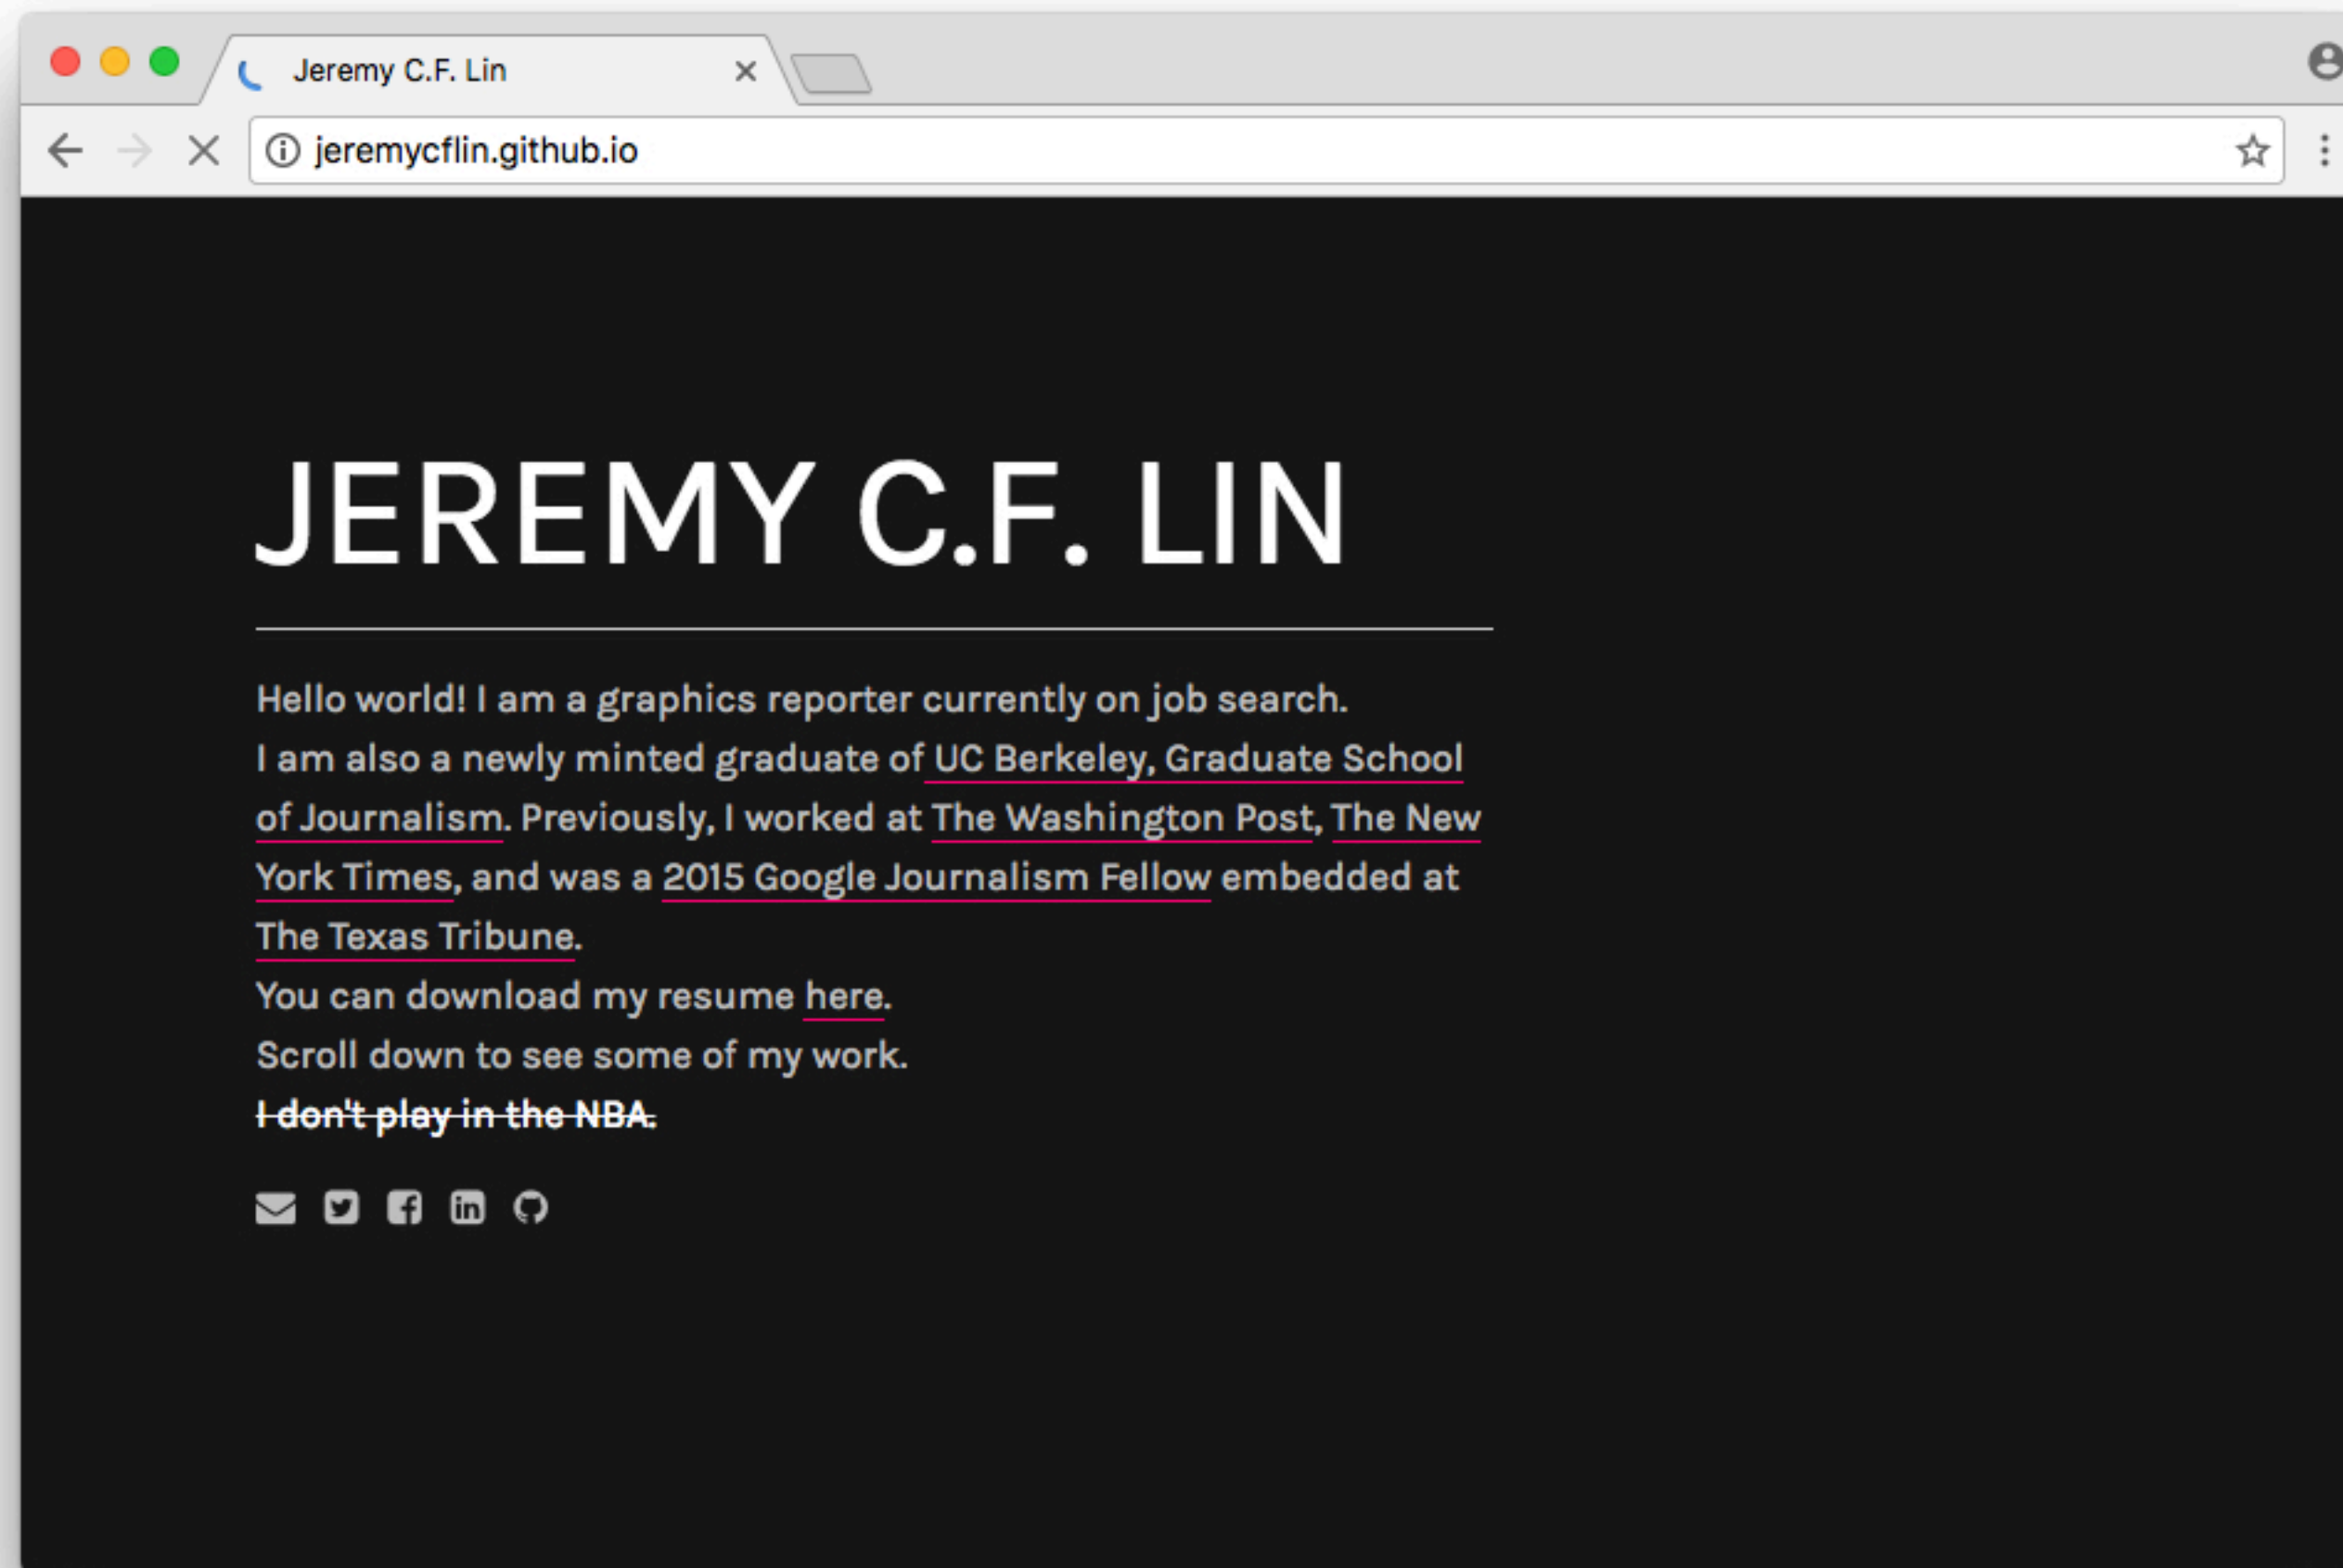 Jeremy C.F. Lin
jeremycflin.github.io
JEREMY C.F. LIN
Hello world! I am a graphics reporter currently on job search.
I am also a newly minted graduate of UC Berkeley, Graduate School
of Journalism. Previously, I worked at The Washington Post, The New
York Times, and was a 2015 Google Journalism Fellow embedded at
The Texas Tribune.
You can download my resume here.
Scroll down to see some of my work.
I don't play in the NBA.